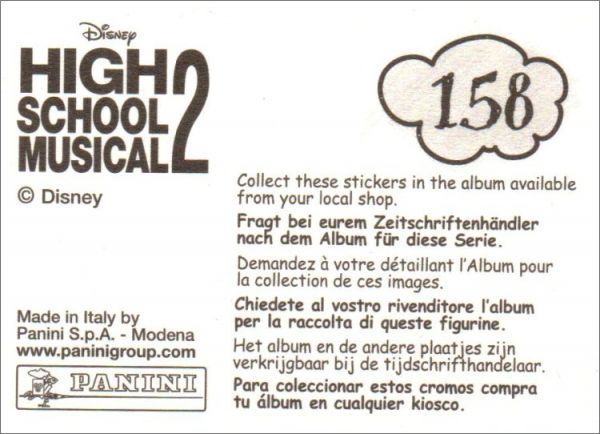 Disney
HIGH
SCHOOL
MUSICAL 2
© Disney
158
Collect these stickers in the album available
from your local shop.
Fragt bei eurem Zeitschriftenhändler
nach dem Album für diese Serie.
Demandez à votre détaillant l'Album pour
la collection de ces images.
Chiedete al vostro rivenditore l'album
per la raccolta di queste figurine.
Het album en de andere plaatjes zijn
verkrijgbaar bij de tijdschrifthandelaar.
Para coleccionar estos cromos compra
tu álbum en cualquier kiosco.
Made in Italy by
Panini S.p.A. - Modena
www.paninigroup.com
PANINI